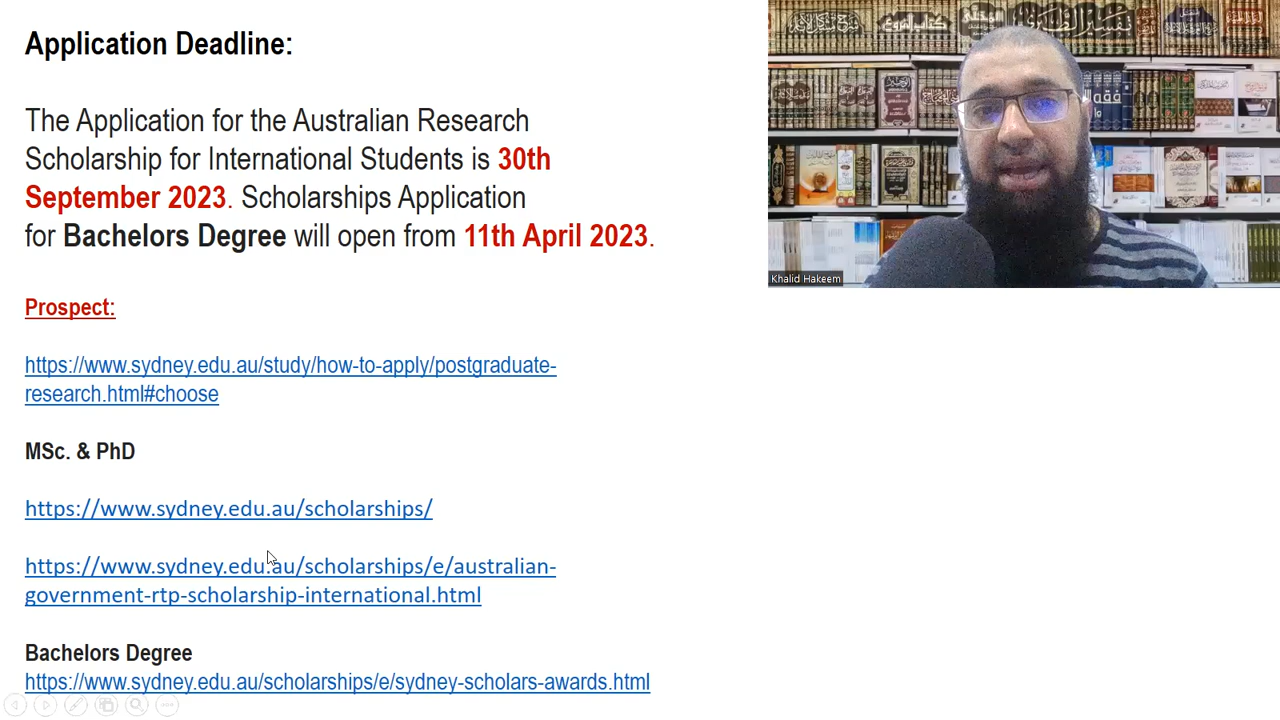 Application Deadline:
The Application for the Australian Research
Scholarship for International Students is 30th
September 2023. Scholarships Application
for Bachelors Degree will open from 11th April 2023.
Prospect:
https://www.sydney.edu.au/study/how-to-apply/postgraduate-
research.html#choose
MSc. & PhD
https://www.sydney.edu.au/scholarships/
https://www.sydney.edu.au/scholarships/e/australian-
government-rtp-scholarship-international.html
Bachelors Degree
https://www.sydney.edu.au/scholarships/e/sydney-scholars-awards.html
Khalid Hakeem